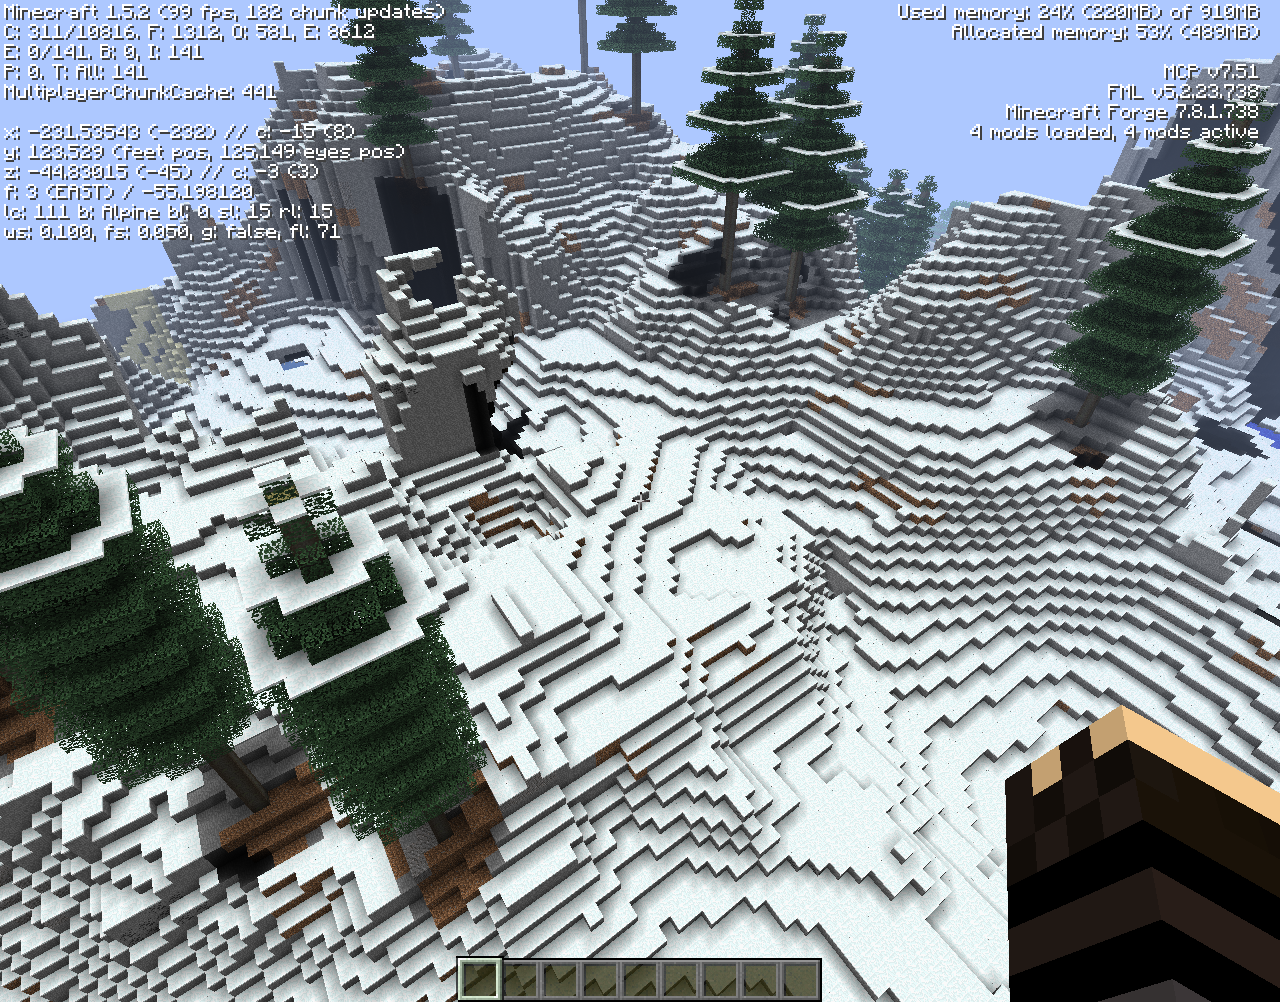 Minecraft 1.5.2 (99 fps, 182 chunk updates)
C: 311/10816, F: 1312, O: 581, E: 8612
E: 0/141, B: 0, I: 141
P: 0, T: All: 141
MultiplayerChunkCache: 441
x: -231.53543 (-232) // c: -15 (8)
y: 123.529 (feet pos, 125.149 eyes pos)
z: -44.83915 (-45) // c: -3 (3)
f: 3 (EAST) / -55.198128
lc: 111 b: Alpine bl: 0 sl: 15 rl: 15
ws: 0.100, fs: 0.050, g: false, fl: 71
Used memory: 24% (220MB) of 910MB
Allocated memory: 53% (489MB)
MCP v7.51
FML v5.2.23.738
Minecraft Forge 7.8.1.738
4 mods loaded, 4 mods active